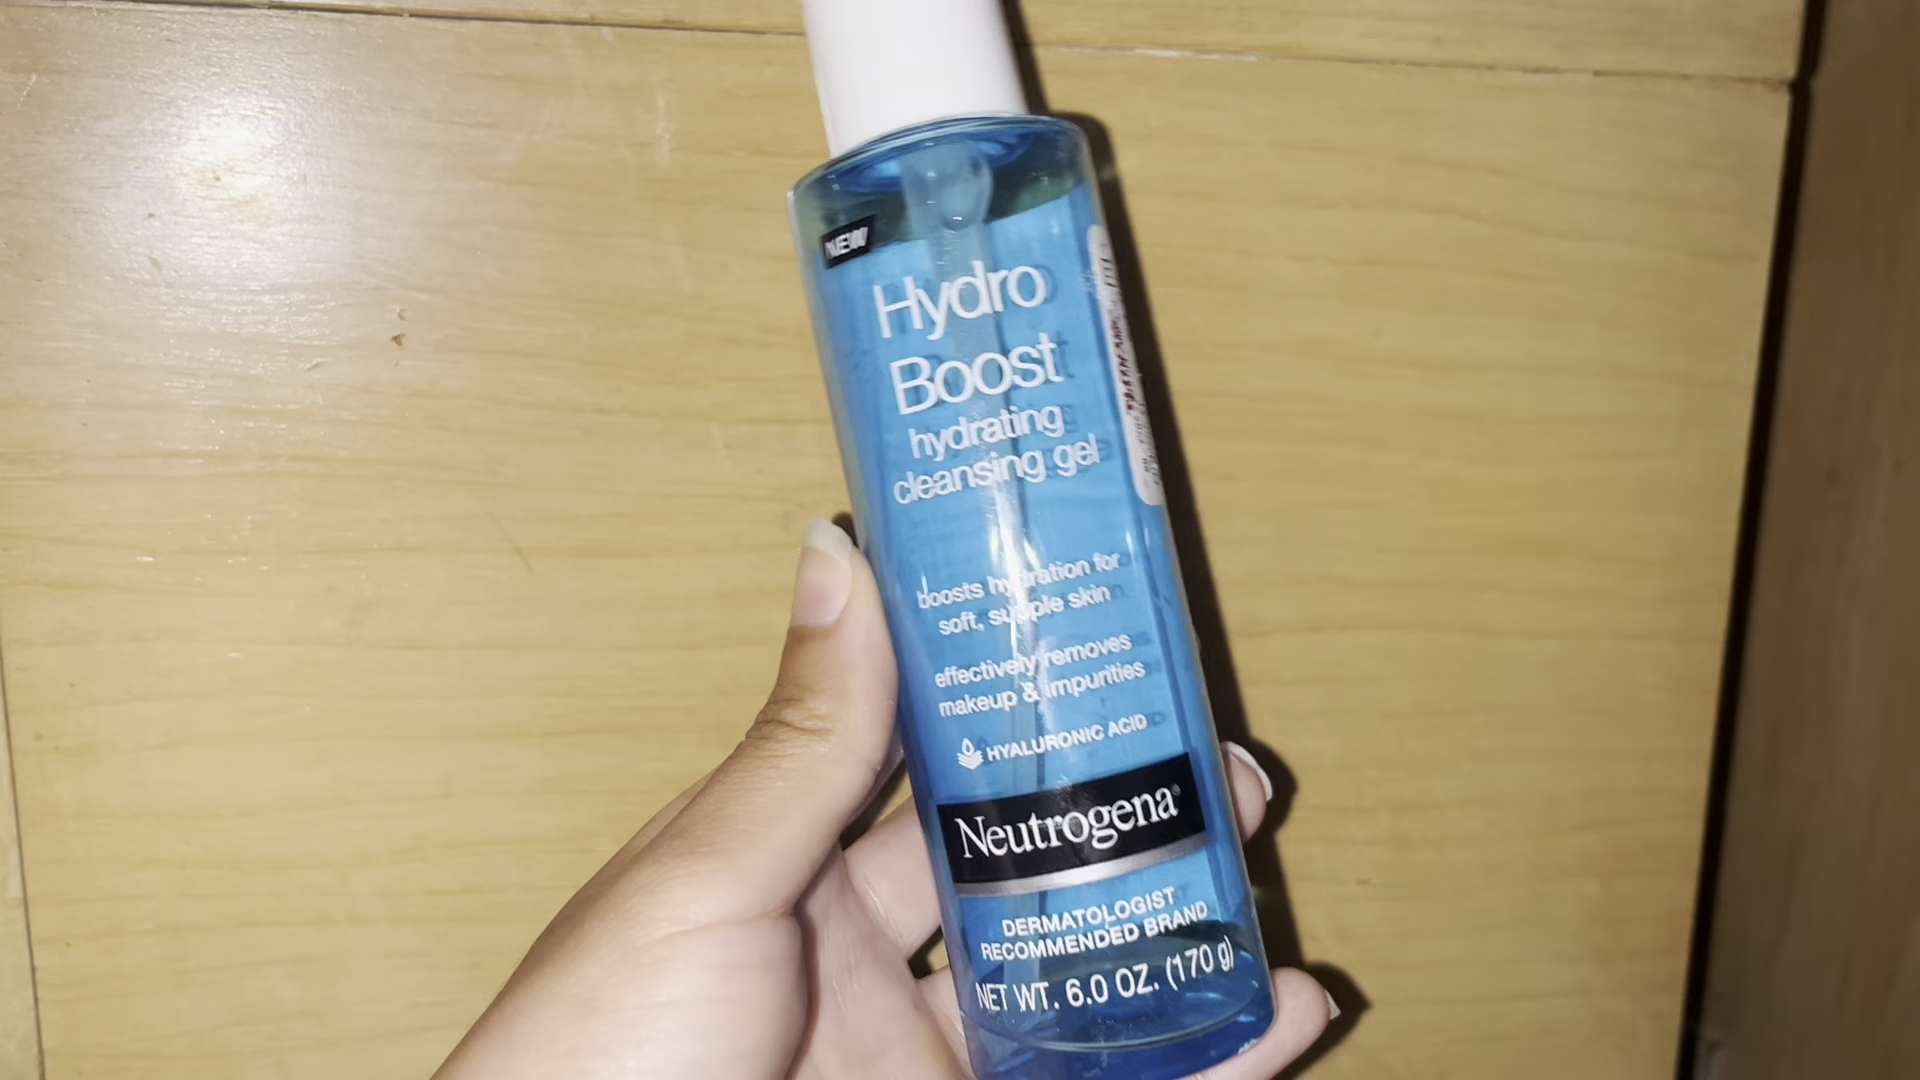 NEW
Hydro
Boost
hydrating
cleansing gel
boosts hydration for
soft, supple skin
effectively removes
makeup & impurities
HYALURONIC ACID
Neutrogena®
DERMATOLOGIST
RECOMMENDED BRAND
NET WT. 6.0 OZ. (170 g)